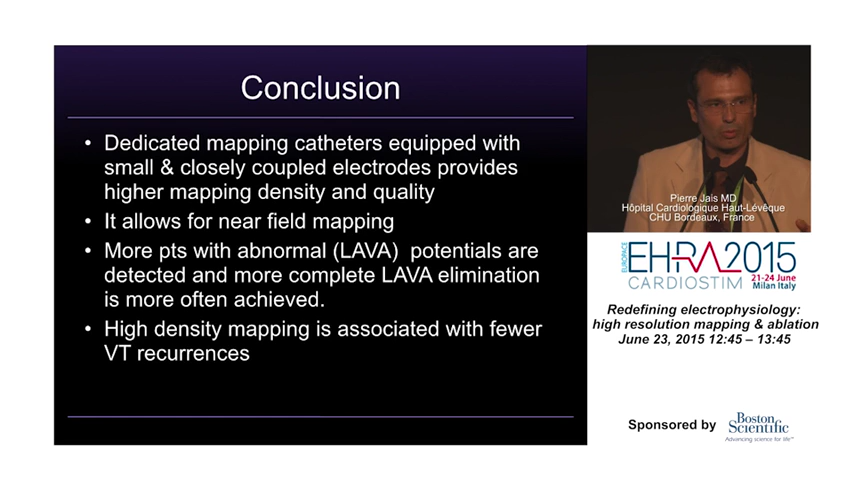 Conclusion
• Dedicated mapping catheters equipped with
small & closely coupled electrodes provides
higher mapping density and quality
• It allows for near field mapping
• More pts with abnormal (LAVA) potentials are
detected and more complete LAVA elimination
is more often achieved.
• High density mapping is associated with fewer
VT recurrences
Pierre Jais MD
Hôpital Cardiologique Haut-Lévêque
CHU Bordeaux, France
EUROPACE
EHRA2015
CARDIOSTIM
21-24 June
Milan Italy
Redefining electrophysiology:
high resolution mapping & ablation
June 23, 2015 12:45 – 13:45
Sponsored by
Boston
Scientific
Advancing science for life™